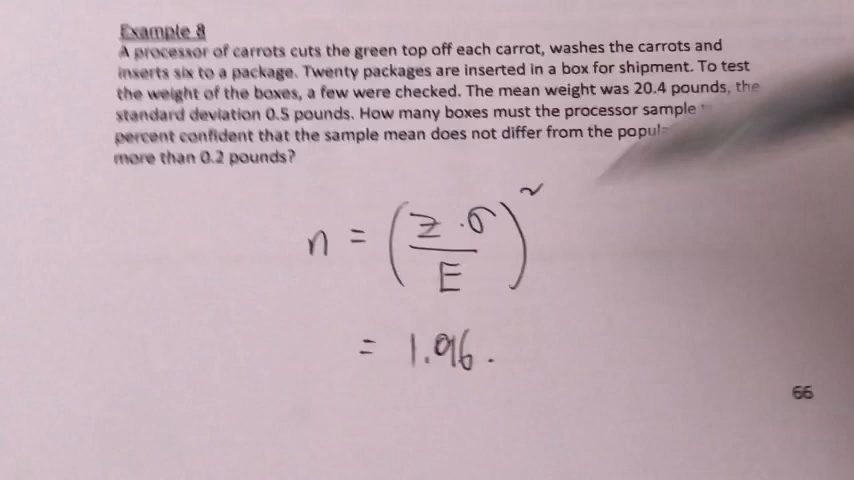 Example 8
A processor of carrots cuts the green top off each carrot, washes the carrots and
inserts six to a package. Twenty packages are inserted in a box for shipment. To test
the weight of the boxes, a few were checked. The mean weight was 20.4 pounds, the
standard deviation 0.5 pounds. How many boxes must the processor sample
percent confident that the sample mean does not differ from the
more than 0.2 pounds?
n = (z · σ / E)²
= 1.96 .
66